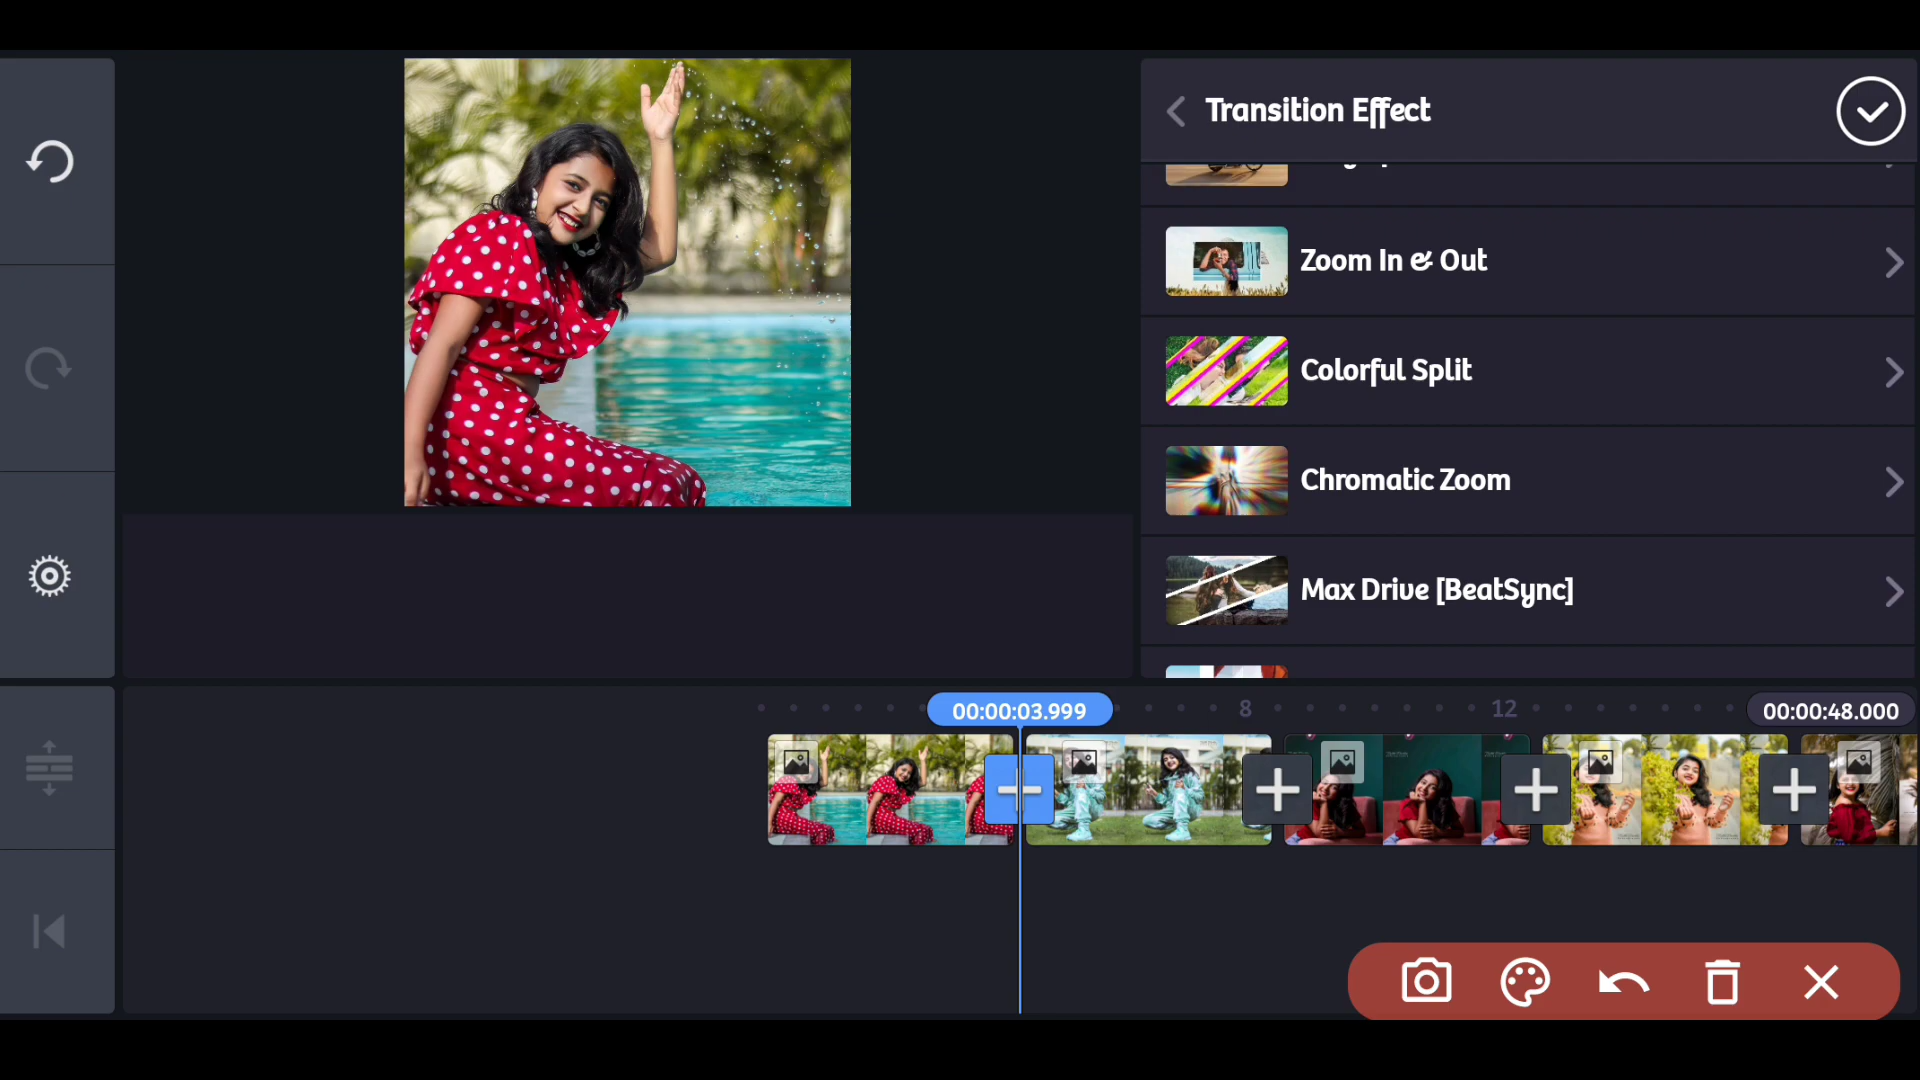 Transition Effect
Zoom In & Out
Colorful Split
Chromatic Zoom
Max Drive [BeatSync]
00:00:03.999
8
12
00:00:48.000